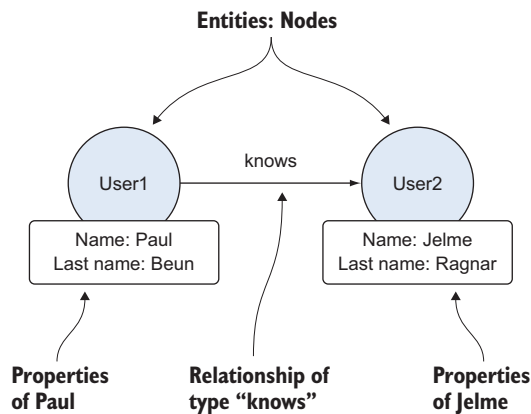 Entities: Nodes
knows
User1
User2
Name: Paul
Last name: Beun
Name: Jelme
Last name: Ragnar
Properties
of Paul
Relationship of
type “knows”
Properties
of Jelme